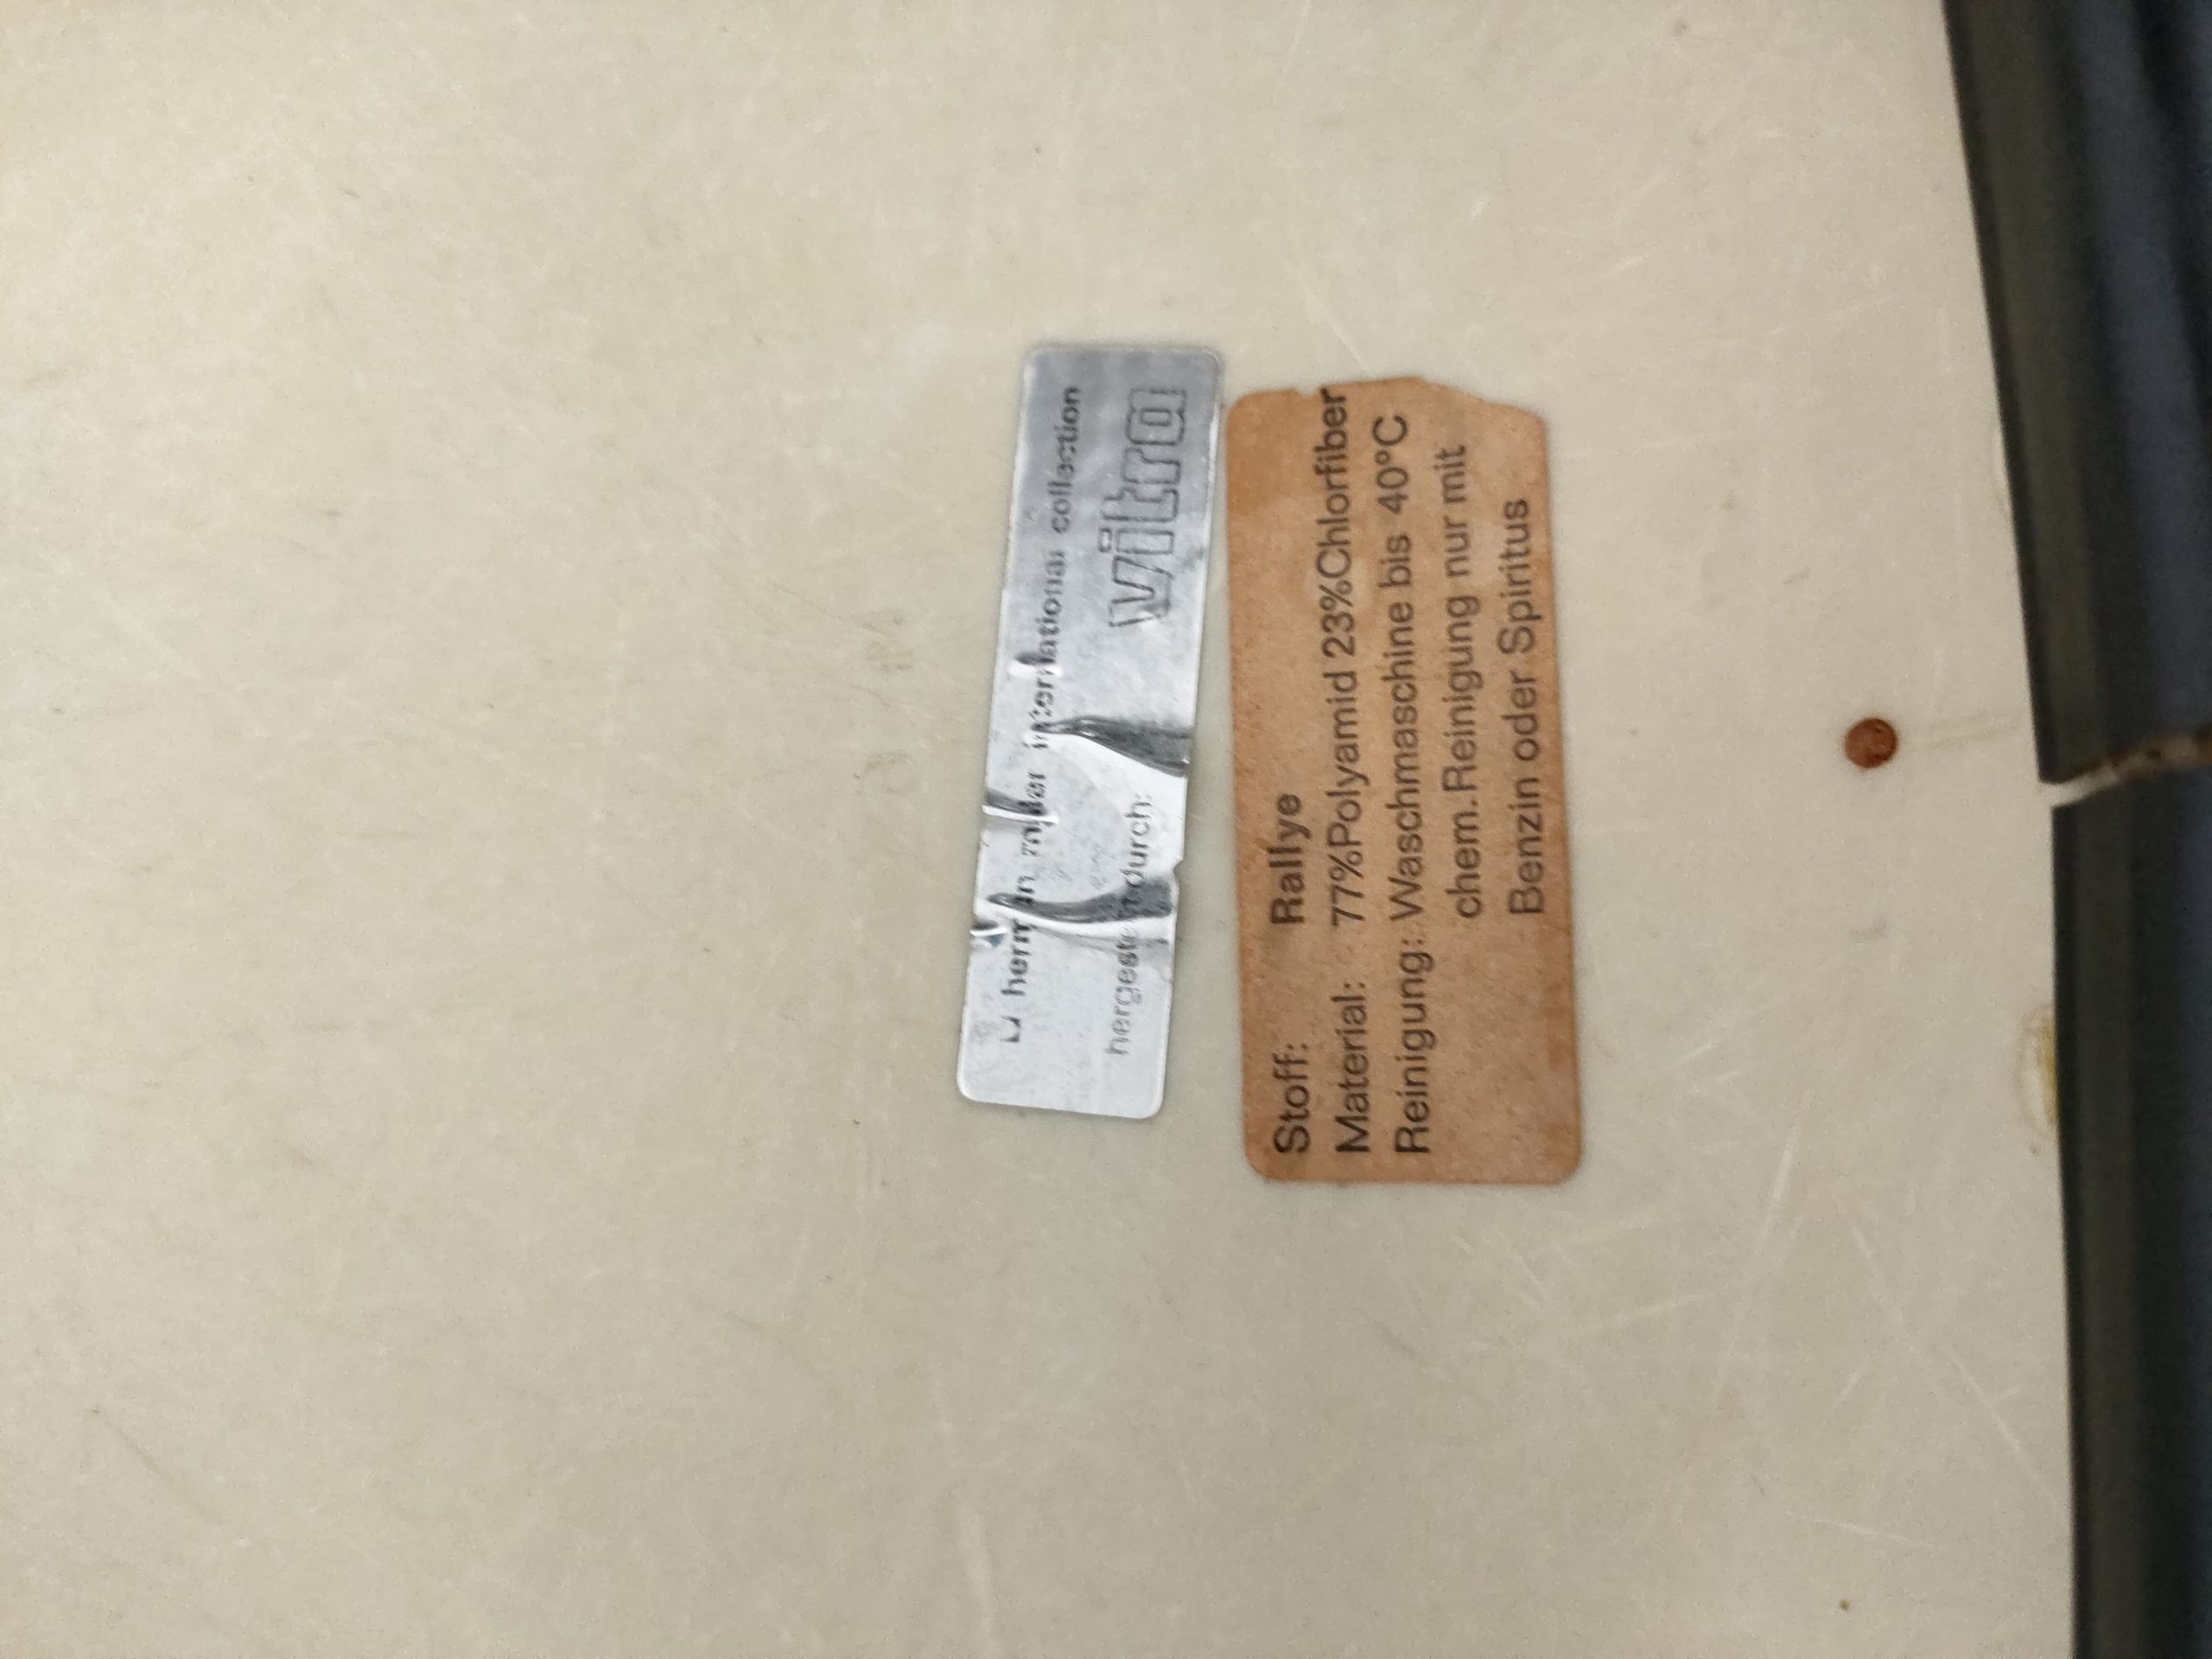 herman miller international collection
hergestellt durch:
vitra
Stoff: Rallye
Material: 77%Polyamid 23%Chlorfiber
Reinigung: Waschmaschine bis 40°C
chem.Reinigung nur mit
Benzin oder Spiritus